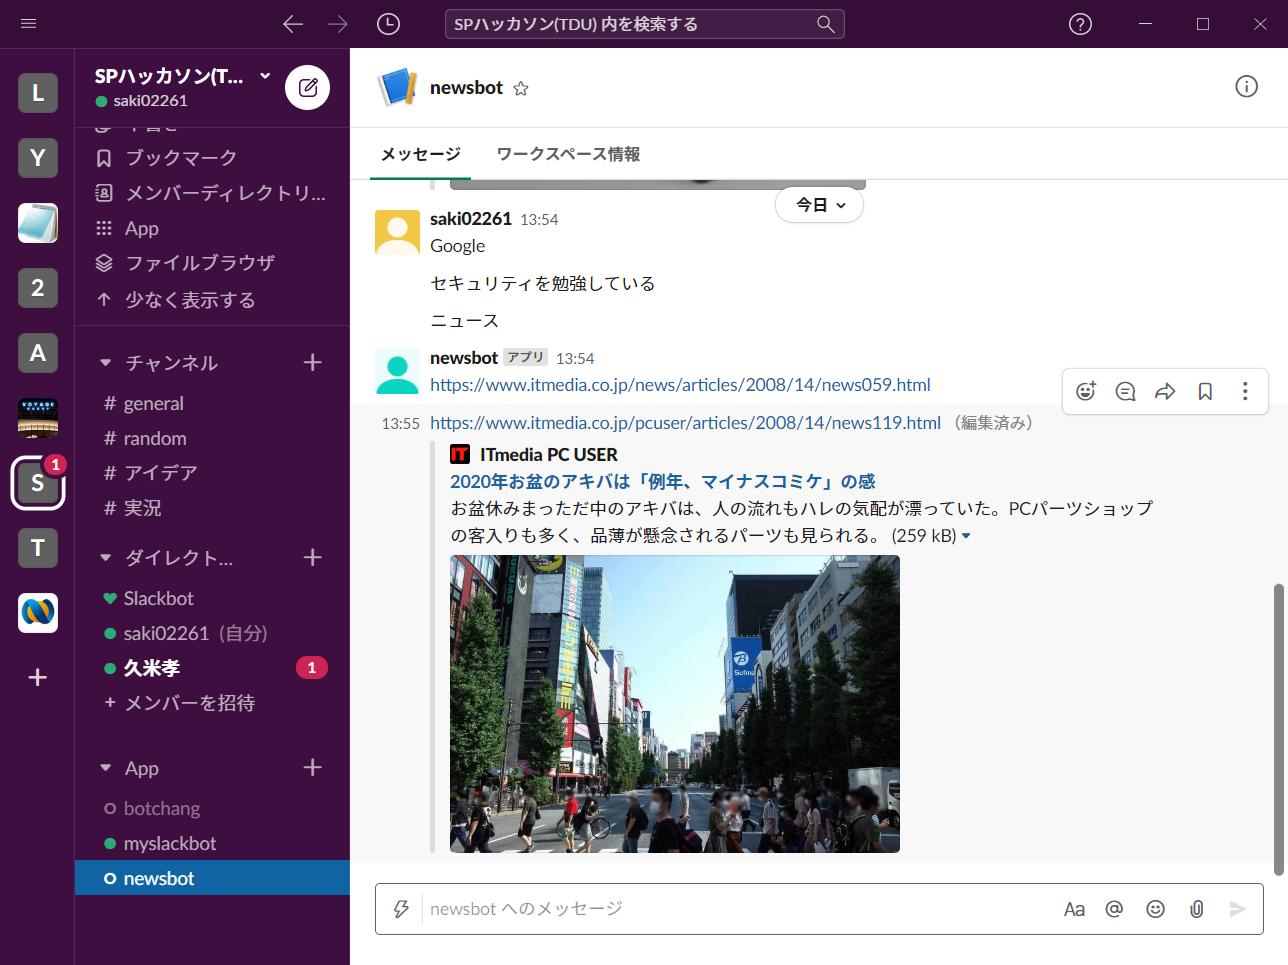 SPハッカソン(TDU) 内を検索する
L
Y
2
A
VOYAGE
S
1
T
SPハッカソン(T...
saki02261
ブックマーク
メンバーディレクトリ...
App
ファイルブラウザ
少なく表示する
チャンネル
# general
# random
# アイデア
# 実況
ダイレクト...
Slackbot
saki02261 (自分)
久米孝 1
+ メンバーを招待
App
botchang
myslackbot
newsbot
newsbot
メッセージ ワークスペース情報
今日
saki02261 13:54
Google
セキュリティを勉強している
ニュース
newsbot アプリ 13:54
https://www.itmedia.co.jp/news/articles/2008/14/news059.html
13:55 https://www.itmedia.co.jp/pcuser/articles/2008/14/news119.html (編集済み)
IT ITmedia PC USER
2020年お盆のアキバは「例年、マイナスコミケ」の感
お盆休みまっただ中のアキバは、人の流れもハレの気配が漂っていた。PCパーツショップ
の客入りも多く、品薄が懸念されるパーツも見られる。 (259 kB)
Sofma
newsbot へのメッセージ
Aa @